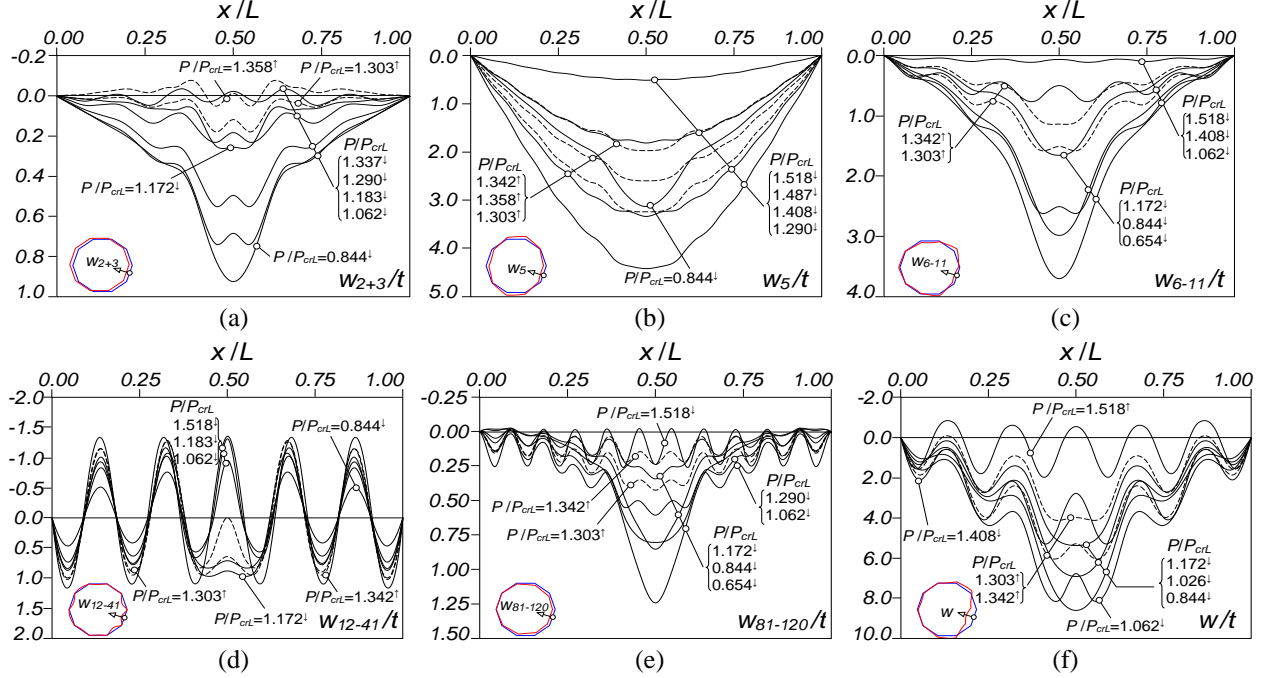 x/L
0.00 0.25 0.50 0.75 1.00
(a)
-0.2
0.0
0.2
0.4
0.6
0.8
1.0
P/PcrL=1.358↑
P/PcrL=1.303↑
P/PcrL
1.337↓
1.290↓
1.183↓
1.062↓
P/PcrL=1.172↓
P/PcrL=0.844↓
w2+3
w2+3/t
(a)
x/L
0.00 0.25 0.50 0.75 1.00
(b)
0.0
1.0
2.0
3.0
4.0
5.0
P/PcrL
1.342↑
1.358↑
1.303↑
P/PcrL
1.518↓
1.487↓
1.408↓
1.290↓
P/PcrL=0.844↓
w5
w5/t
(b)
x/L
0.00 0.25 0.50 0.75 1.00
(c)
0.0
1.0
2.0
3.0
4.0
P/PcrL
1.342↑
1.303↑
P/PcrL
1.518↓
1.408↓
1.062↓
P/PcrL
1.172↓
0.844↓
0.654↓
w6-11
w6-11/t
(c)
x/L
0.00 0.25 0.50 0.75 1.00
(d)
-2.0
-1.5
-1.0
-0.5
0.0
0.5
1.0
1.5
2.0
P/PcrL
1.518↓
1.183↓
1.062↓
P/PcrL=0.844↓
P/PcrL=1.303↑
P/PcrL=1.342↑
P/PcrL=1.172↓
w12-41
w12-41/t
(d)
x/L
0.00 0.25 0.50 0.75 1.00
(e)
-0.25
0.00
0.25
0.50
0.75
1.00
1.25
1.50
P/PcrL=1.518↓
P/PcrL=1.342↑
P/PcrL=1.303↑
P/PcrL
1.290↓
1.062↓
P/PcrL
1.172↓
0.844↓
0.654↓
w81-120
w81-120/t
(e)
x/L
0.00 0.25 0.50 0.75 1.00
(f)
-2.0
0.0
2.0
4.0
6.0
8.0
10.0
P/PcrL=1.518↑
P/PcrL=1.408↓
P/PcrL
1.303↑
1.342↑
P/PcrL
1.172↓
1.026↓
0.844↓
P/PcrL=1.062↓
w
w/t
(f)